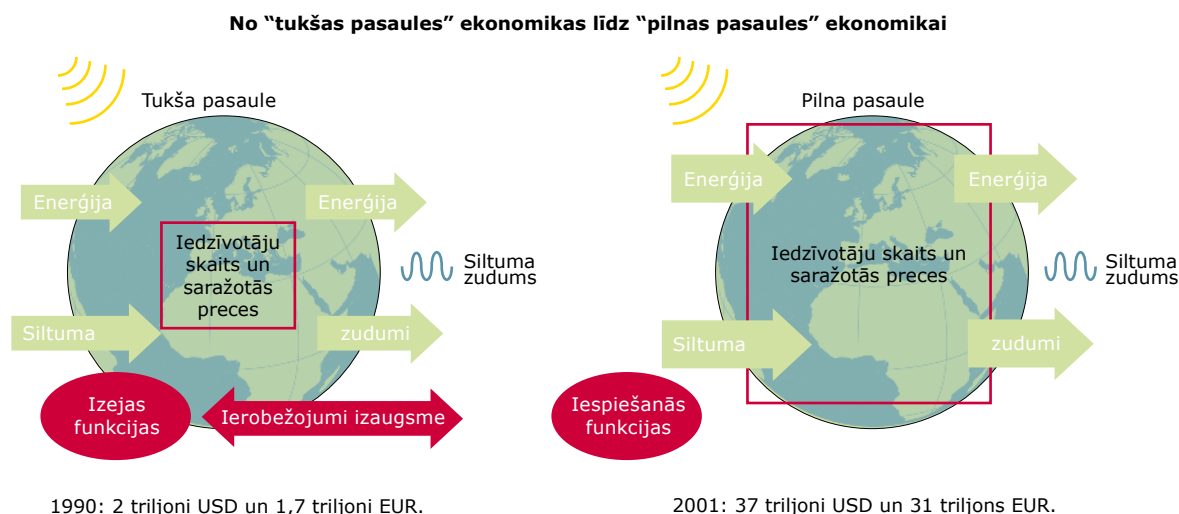 No “tukšas pasaules” ekonomikas līdz “pilnas pasaules” ekonomikai
Tukša pasaule
Enerģija
Enerģija
Iedzīvotāju
skaits un
saražotās
preces
Siltuma
zudums
Siltuma
zudumi
Izejas
funkcijas
Ierobežojumi izaugsme
1990: 2 triljoni USD un 1,7 triljoni EUR.
Pilna pasaule
Enerģija
Enerģija
Iedzīvotāju skaits un
saražotās preces
Siltuma
zudums
Siltuma
zudumi
Iespiešanās
funkcijas
2001: 37 triljoni USD un 31 triljons EUR.